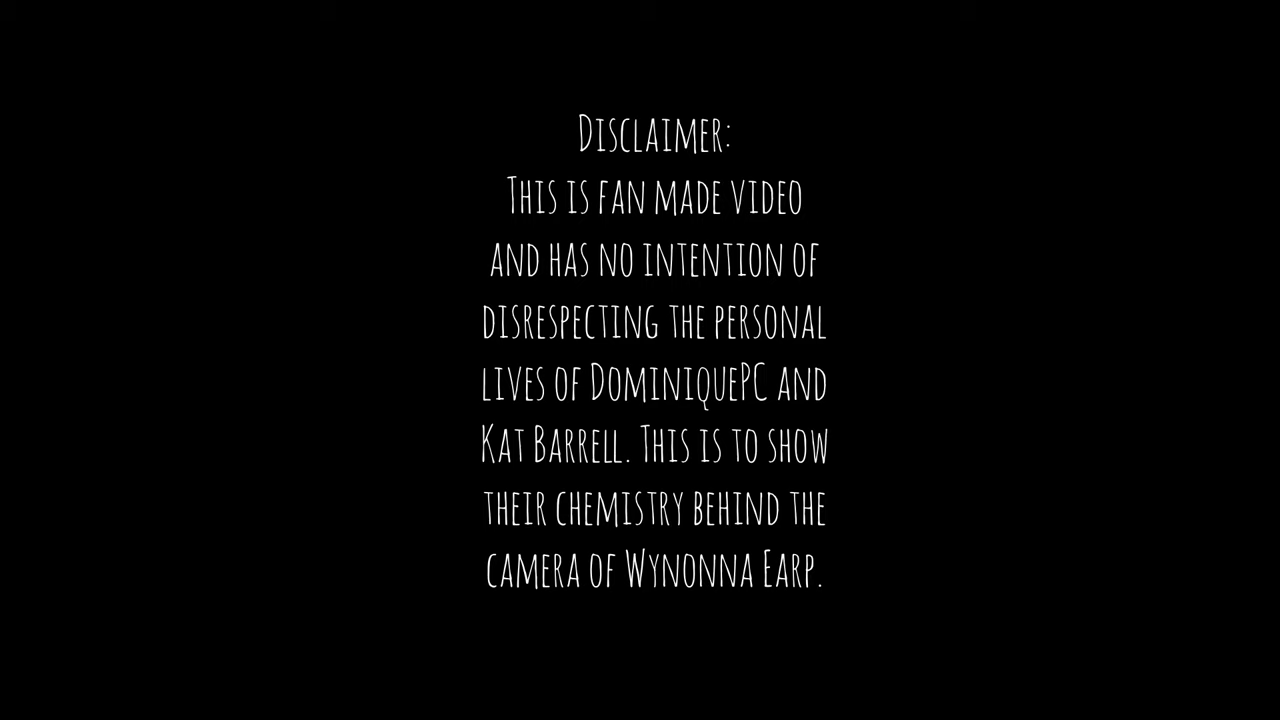 Disclaimer:
This is fan made video
and has no intention of
disrespecting the personal
lives of DominiquePC and
Kat Barrell. This is to show
their chemistry behind the
camera of Wynonna Earp.